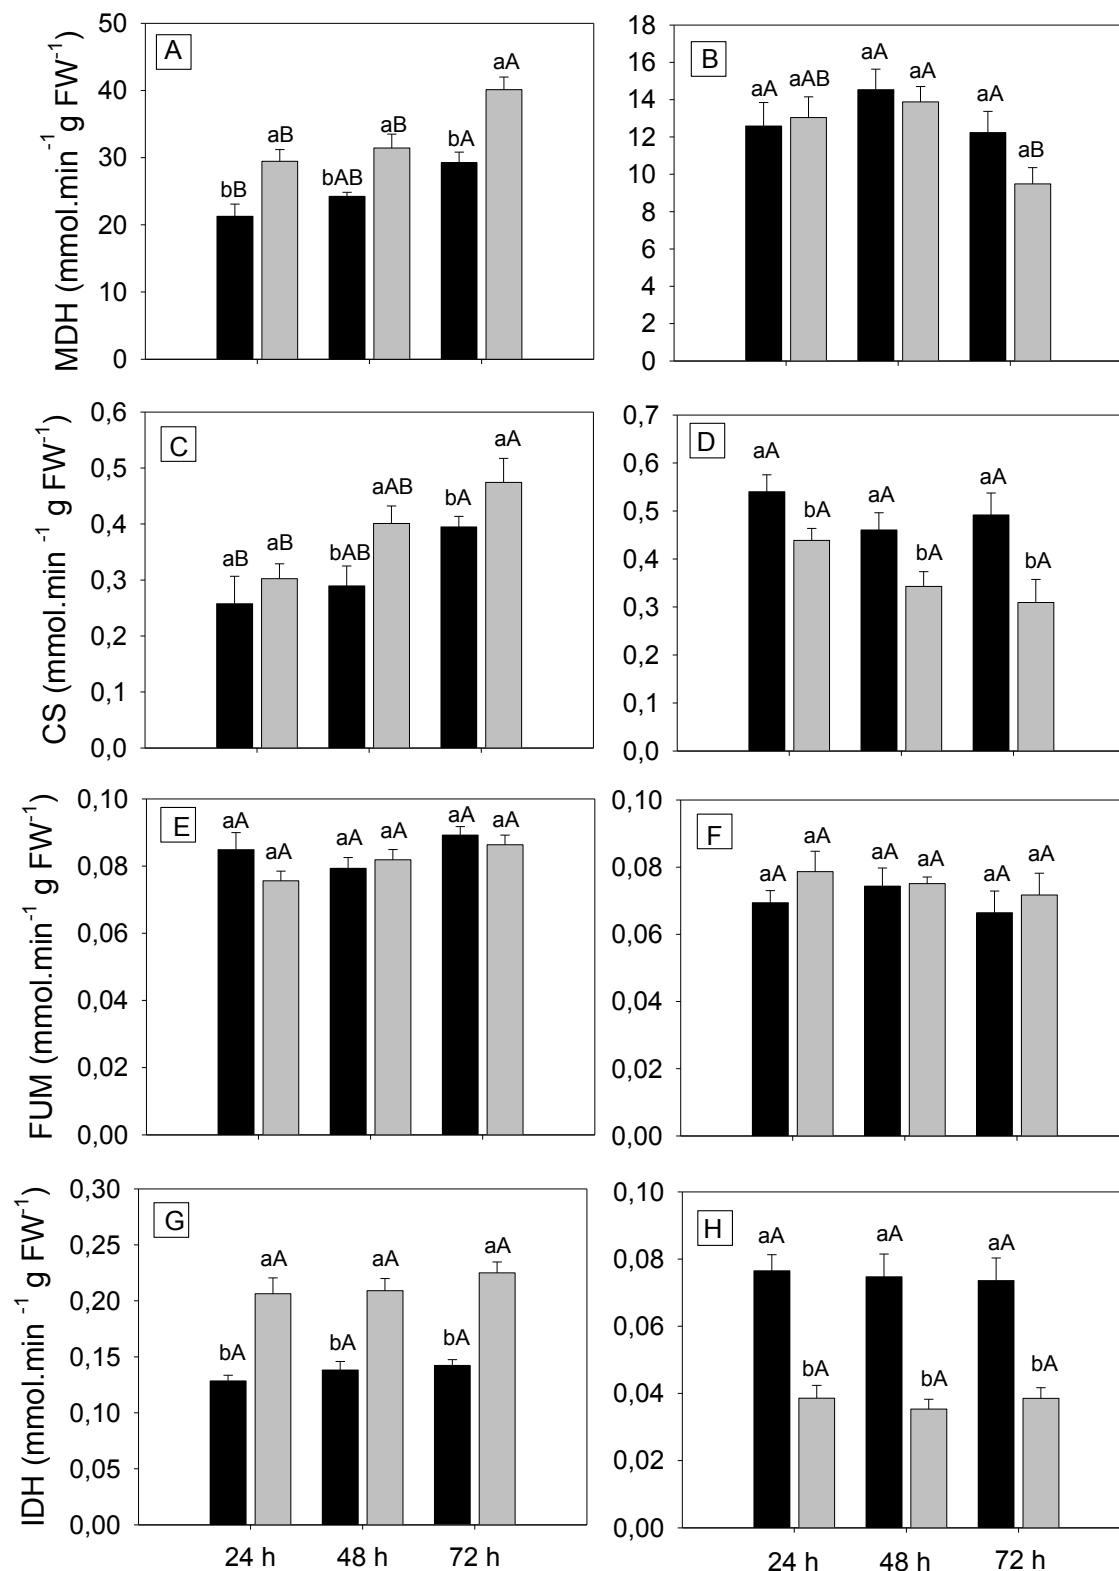 MDH (mmol.min⁻¹ g FW⁻¹)
A
50
40
30
20
10
0
bB
aB
bAB
aB
bA
aA
B
18
16
14
12
10
8
6
4
2
0
aA
aAB
aA
aA
aA
aB
CS (mmol.min⁻¹ g FW⁻¹)
C
0,6
0,5
0,4
0,3
0,2
0,1
0,0
aB
aB
bAB
aAB
bA
aA
D
0,7
0,6
0,5
0,4
0,3
0,2
0,1
0,0
aA
bA
aA
bA
aA
bA
FUM (mmol.min⁻¹ g FW⁻¹)
E
0,10
0,08
0,06
0,04
0,02
0,00
aA
aA
aA
aA
aA
aA
F
0,10
0,08
0,06
0,04
0,02
0,00
aA
aA
aA
aA
aA
aA
IDH (mmol.min⁻¹ g FW⁻¹)
G
0,30
0,25
0,20
0,15
0,10
0,05
0,00
bA
aA
bA
aA
bA
aA
24 h 48 h 72 h
H
0,10
0,08
0,06
0,04
0,02
0,00
aA
bA
aA
bA
aA
bA
24 h 48 h 72 h